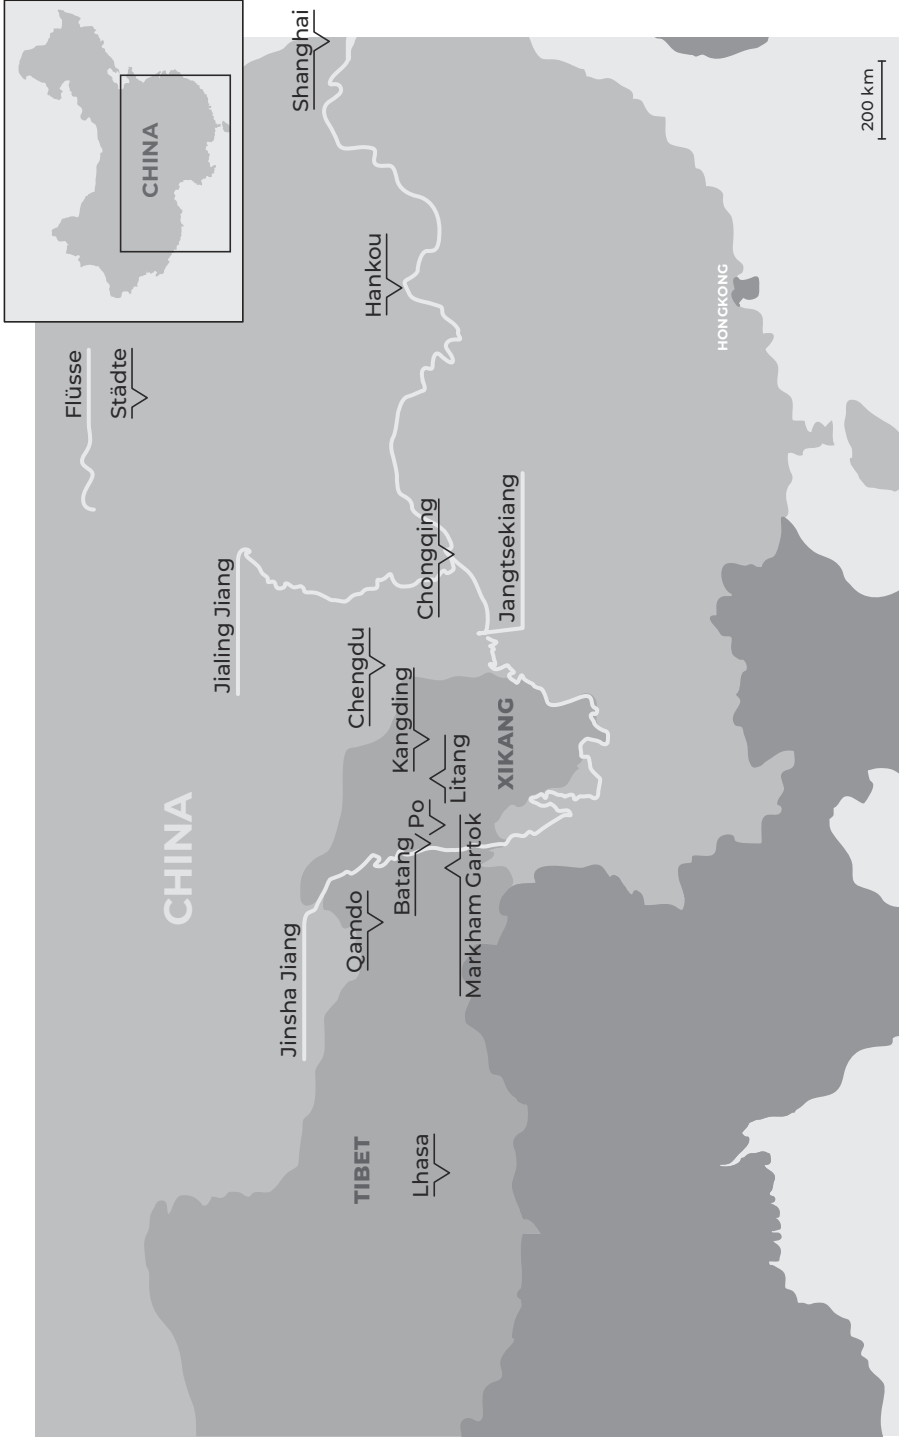 CHINA
Flüsse
Städte
Jialing Jiang
CHINA
Jinsha Jiang
Shanghai
Hankou
Chongqing
Jangtsekiang
Chengdu
Kangding
Litang
XIKANG
Po
Batang
Markham Gartok
Qamdo
TIBET
Lhasa
HONGKONG
200 km